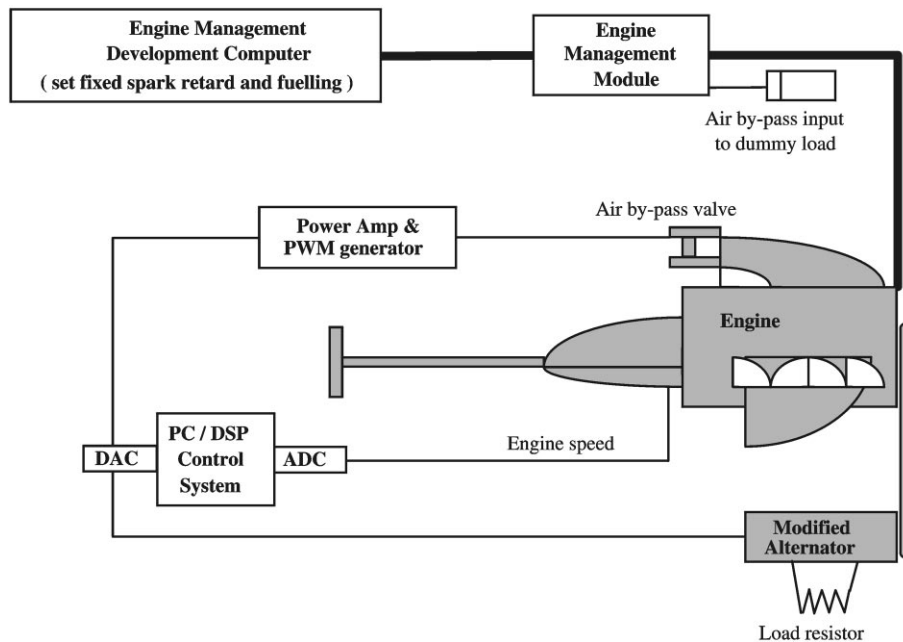 Engine Management
Development Computer
( set fixed spark retard and fuelling )
Engine
Management
Module
Air by-pass input
to dummy load
Air by-pass valve
Power Amp &
PWM generator
Engine
DAC
PC / DSP
Control
System
ADC
Engine speed
Modified
Alternator
Load resistor